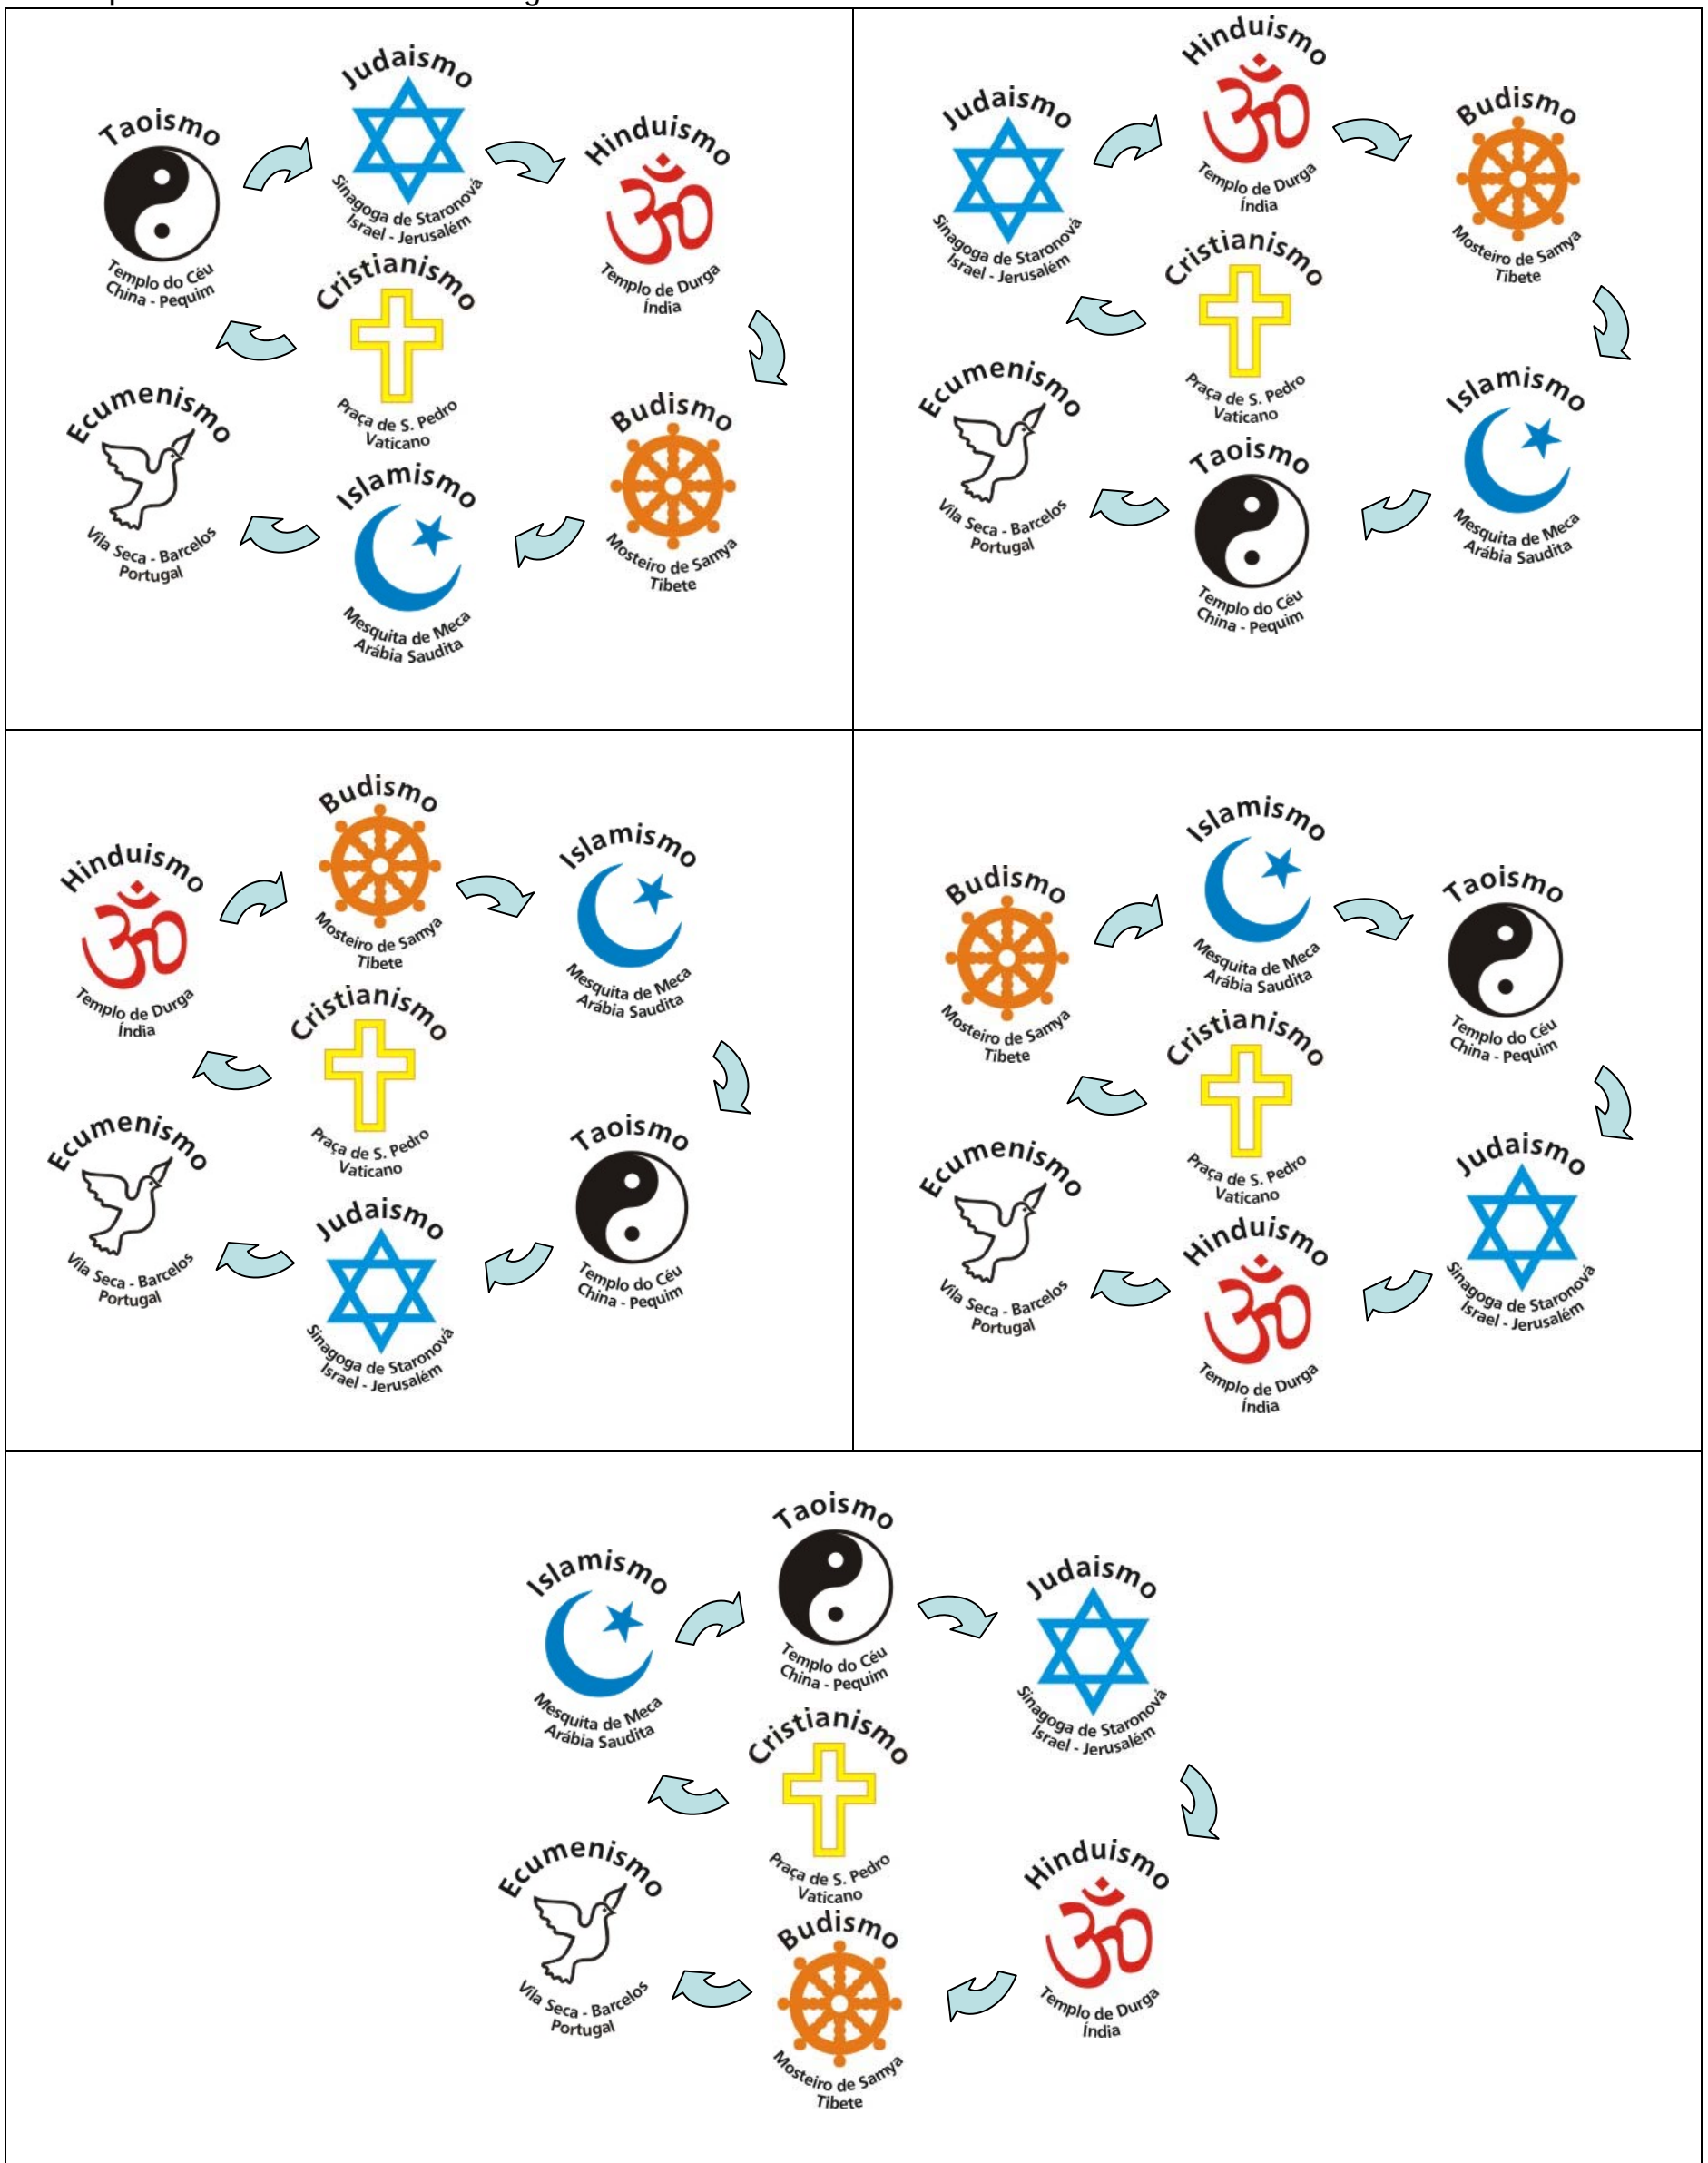 Judaismo
Taoismo
Hinduismo
Sinagoga de Staronová
Israel - Jerusalém
Templo do Céu
China - Pequim
Cristianismo
Templo de Durga
Índia
Praça de S. Pedro
Vaticano
Ecumenismo
Budismo
Islamismo
Vila Seca - Barcelos
Portugal
Mosteiro de Samya
Tibete
Mesquita de Meca
Arábia Saudita
Hinduismo
Judaismo
Budismo
Templo de Durga
Índia
Sinagoga de Staronová
Israel - Jerusalém
Cristianismo
Mosteiro de Samya
Tibete
Praça de S. Pedro
Vaticano
Ecumenismo
Islamismo
Taoismo
Vila Seca - Barcelos
Portugal
Mesquita de Meca
Arábia Saudita
Templo do Céu
China - Pequim
Budismo
Hinduismo
Islamismo
Mosteiro de Samya
Tibete
Templo de Durga
Índia
Mesquita de Meca
Arábia Saudita
Cristianismo
Praça de S. Pedro
Vaticano
Ecumenismo
Taoismo
Judaismo
Vila Seca - Barcelos
Portugal
Templo do Céu
China - Pequim
Sinagoga de Staronová
Israel - Jerusalém
Islamismo
Budismo
Taoismo
Mesquita de Meca
Arábia Saudita
Mosteiro de Samya
Tibete
Templo do Céu
China - Pequim
Cristianismo
Praça de S. Pedro
Vaticano
Ecumenismo
Judaismo
Hinduismo
Vila Seca - Barcelos
Portugal
Sinagoga de Staronová
Israel - Jerusalém
Templo de Durga
Índia
Taoismo
Islamismo
Judaismo
Templo do Céu
China - Pequim
Mesquita de Meca
Arábia Saudita
Sinagoga de Staronová
Israel - Jerusalém
Cristianismo
Praça de S. Pedro
Vaticano
Ecumenismo
Hinduismo
Budismo
Vila Seca - Barcelos
Portugal
Templo de Durga
Índia
Mosteiro de Samya
Tibete